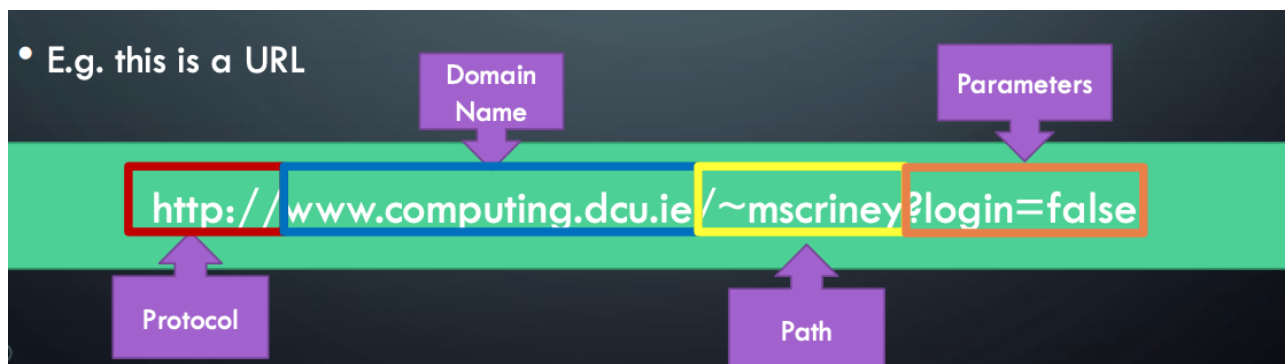 • E.g. this is a URL
Domain
Name
Parameters
http://www.computing.dcu.ie/~mscriney?login=false
Protocol
Path